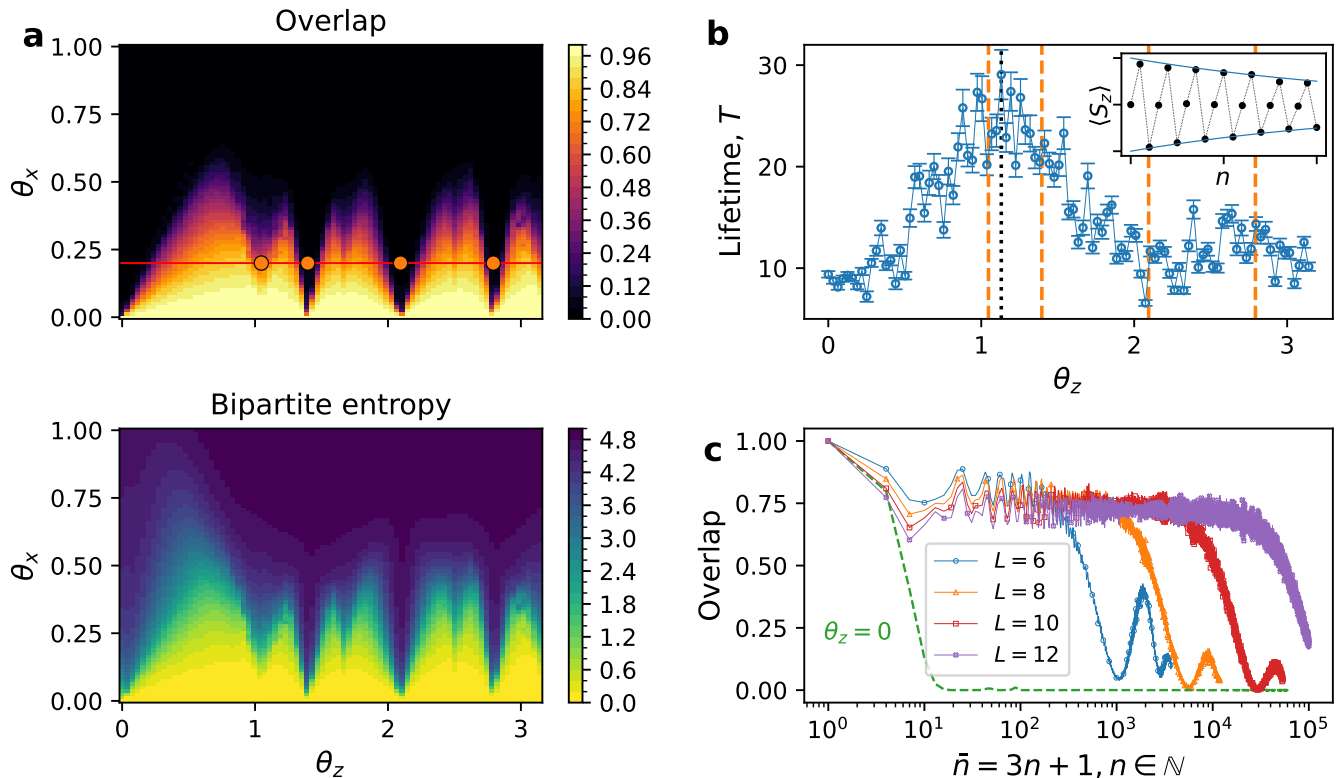 a
Overlap
1.00
0.75
0.50
0.25
0.00
θx
0
1
2
3
0.96
0.84
0.72
0.60
0.48
0.36
0.24
0.12
0.00
Bipartite entropy
1.00
0.75
0.50
0.25
0.00
θx
0
1
2
3
θz
4.8
4.2
3.6
3.0
2.4
1.8
1.2
0.6
0.0
b
30
20
10
Lifetime, T
0
1
2
3
θz
⟨Sz⟩
n
c
1.00
0.75
0.50
0.25
0.00
Overlap
θz = 0
L = 6
L = 8
L = 10
L = 12
10⁰
10¹
10²
10³
10⁴
10⁵
n̄ = 3n + 1, n ∈ ℕ